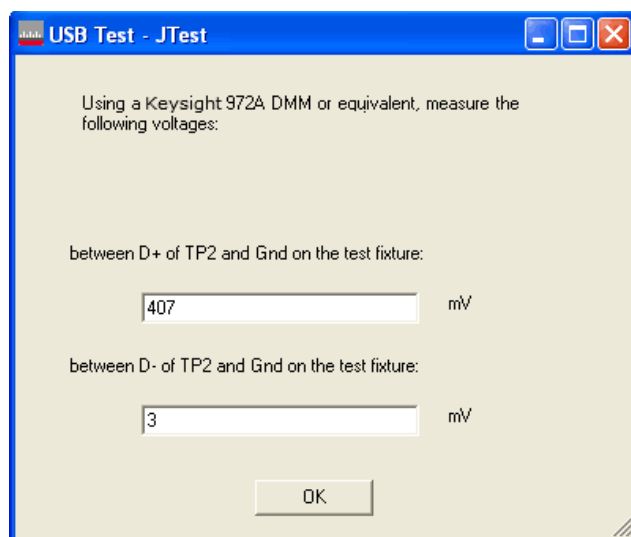 USB Test - JTest
Using a Keysight 972A DMM or equivalent, measure the
following voltages:
between D+ of TP2 and Gnd on the test fixture:
407 mV
between D- of TP2 and Gnd on the test fixture:
3 mV
OK